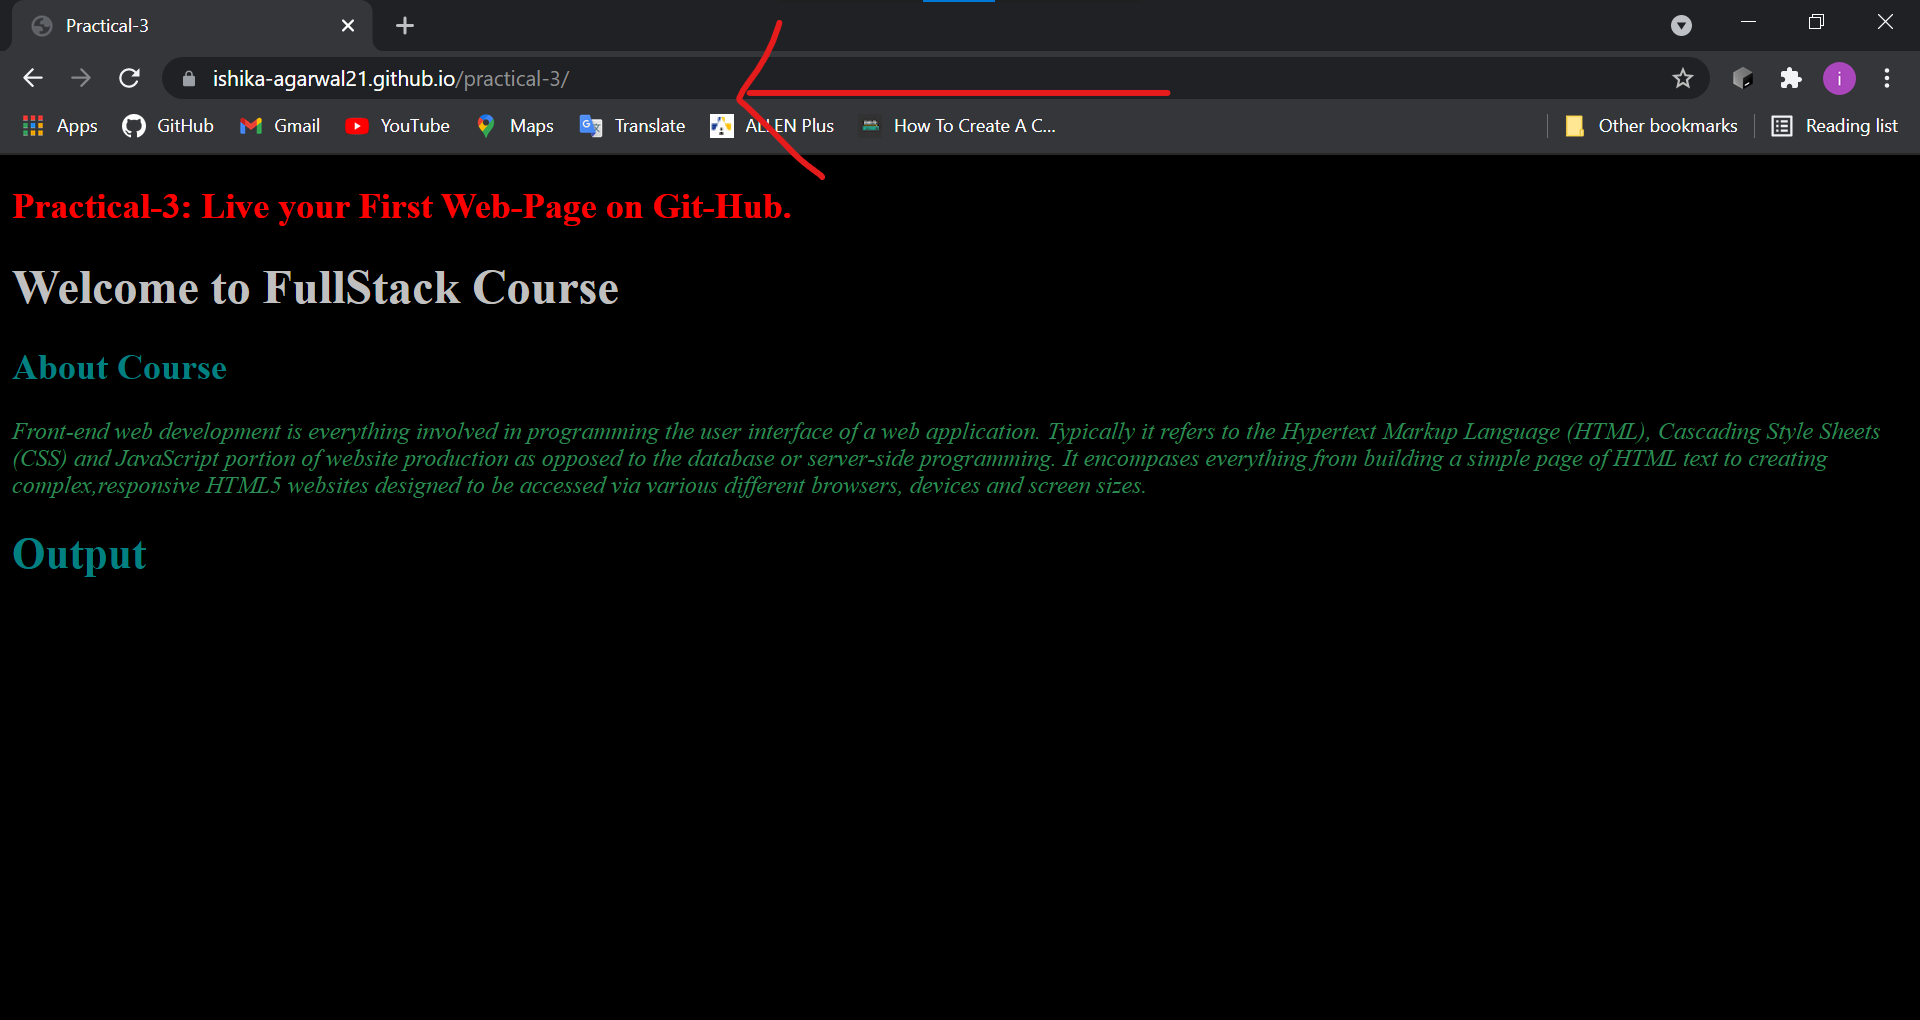 Practical-3
ishika-agarwal21.github.io/practical-3/
i
Apps GitHub Gmail YouTube Maps Translate ALLEN Plus How To Create A C... Other bookmarks Reading list
Practical-3: Live your First Web-Page on Git-Hub.
Welcome to FullStack Course
About Course
Front-end web development is everything involved in programming the user interface of a web application. Typically it refers to the Hypertext Markup Language (HTML), Cascading Style Sheets
(CSS) and JavaScript portion of website production as opposed to the database or server-side programming. It encompases everything from building a simple page of HTML text to creating
complex,responsive HTML5 websites designed to be accessed via various different browsers, devices and screen sizes.
Output